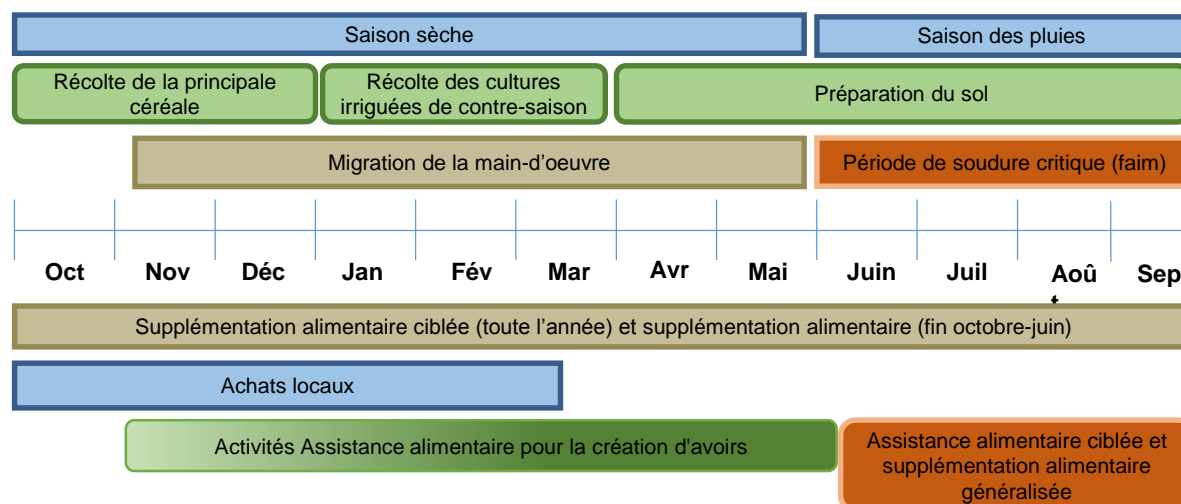 Saison sèche
Saison des pluies
Récolte de la principale
céréale
Récolte des cultures
irriguées de contre-saison
Préparation du sol
Migration de la main-d'oeuvre
Période de soudure critique (faim)
Oct
Nov
Déc
Jan
Fév
Mar
Avr
Mai
Juin
Juil
Aoû
t
Sep
Supplémentation alimentaire ciblée (toute l'année) et supplémentation alimentaire (fin octobre-juin)
Achats locaux
Activités Assistance alimentaire pour la création d'avoirs
Assistance alimentaire ciblée et
supplémentation alimentaire
généralisée